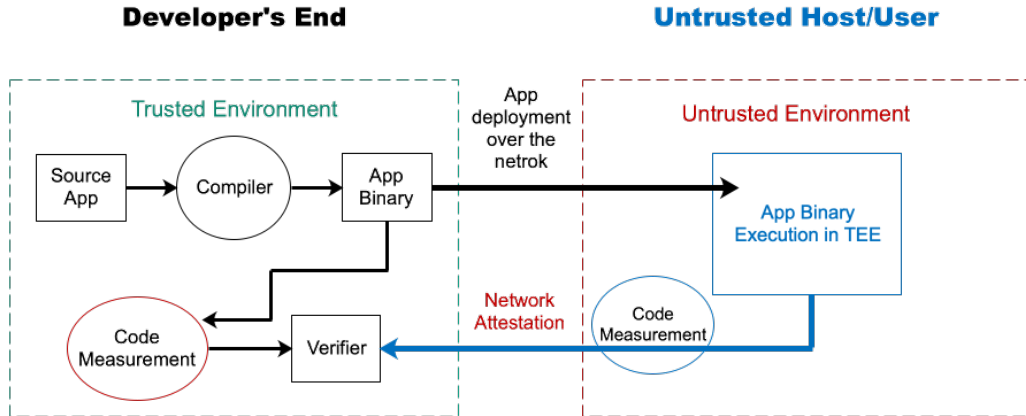 Developer's End
Untrusted Host/User
Trusted Environment
App
deployment
over the
netrok
Untrusted Environment
Source
App
Compiler
App
Binary
App Binary
Execution in TEE
Code
Measurement
Verifier
Network
Attestation
Code
Measurement